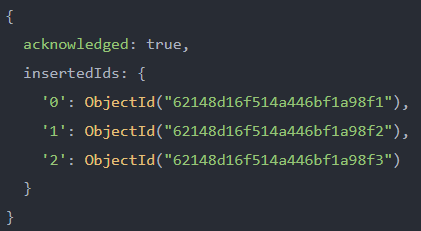 {
  acknowledged: true,
  insertedIds: {
    '0': ObjectId("62148d16f514a446bf1a98f1"),
    '1': ObjectId("62148d16f514a446bf1a98f2"),
    '2': ObjectId("62148d16f514a446bf1a98f3")
  }
}